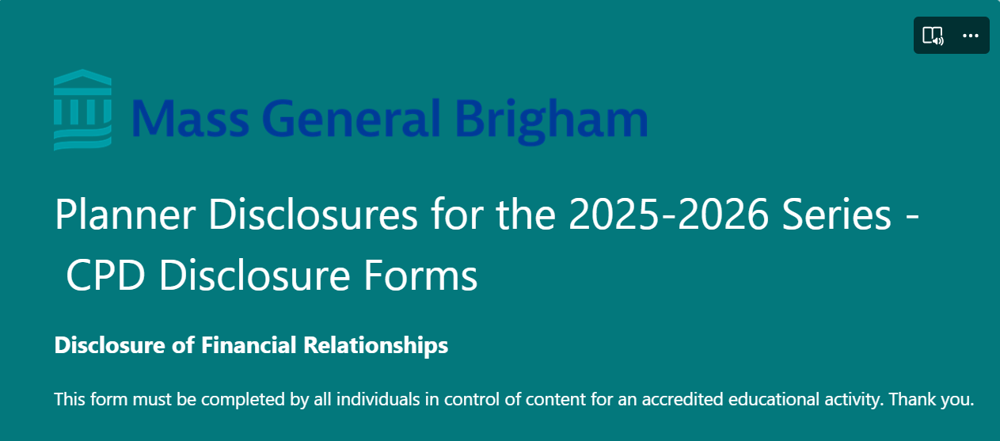 Mass General Brigham
Planner Disclosures for the 2025-2026 Series -
CPD Disclosure Forms
Disclosure of Financial Relationships
This form must be completed by all individuals in control of content for an accredited educational activity. Thank you.